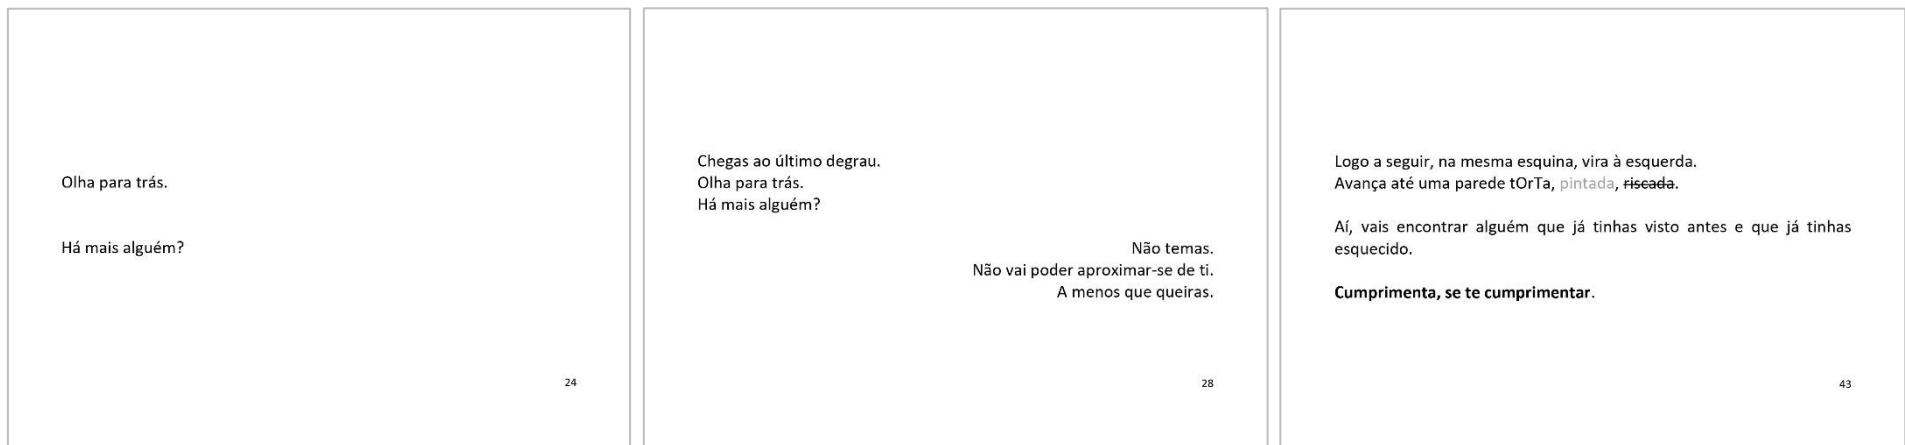 Olha para trás.
Há mais alguém?
24
Chegas ao último degrau.
Olha para trás.
Há mais alguém?
Não temas.
Não vai poder aproximar-se de ti.
A menos que queiras.
28
Logo a seguir, na mesma esquina, vira à esquerda.
Avança até uma parede tOrTa, pintada, riscada.
Aí, vais encontrar alguém que já tinhas visto antes e que já tinhas
esquecido.
Cumprimenta, se te cumprimentar.
43